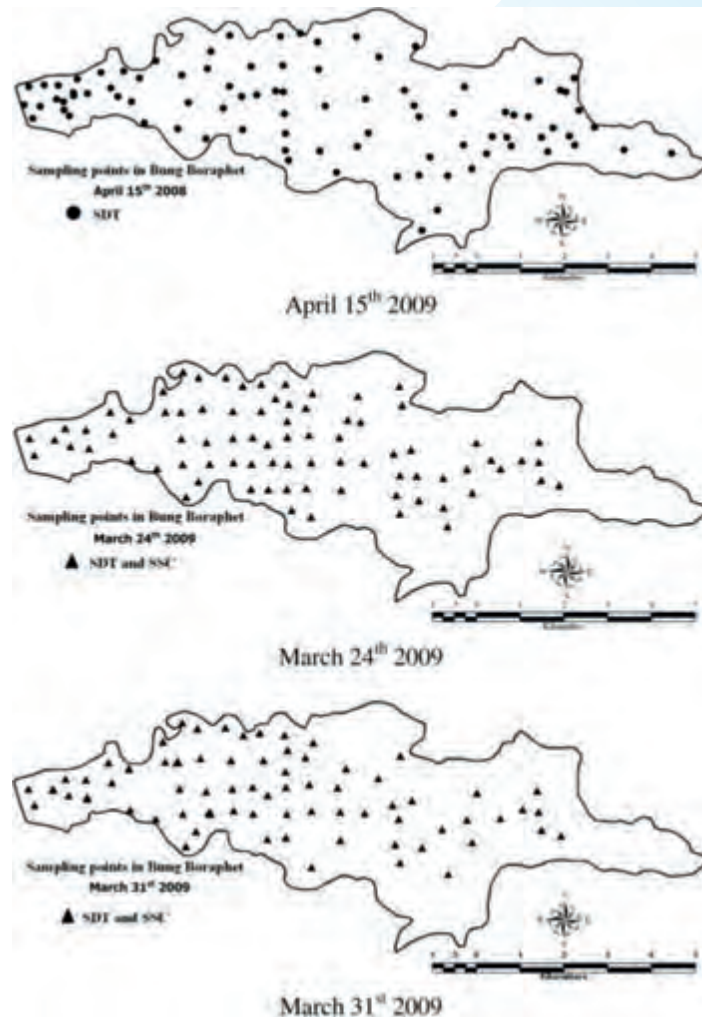 Sampling points in Bung Boraphet
April 15th 2008
SDT
April 15th 2009
Sampling points in Bung Boraphet
March 24th 2009
SDT and SSC
March 24th 2009
Sampling points in Bung Boraphet
March 31st 2009
SDT and SSC
March 31st 2009